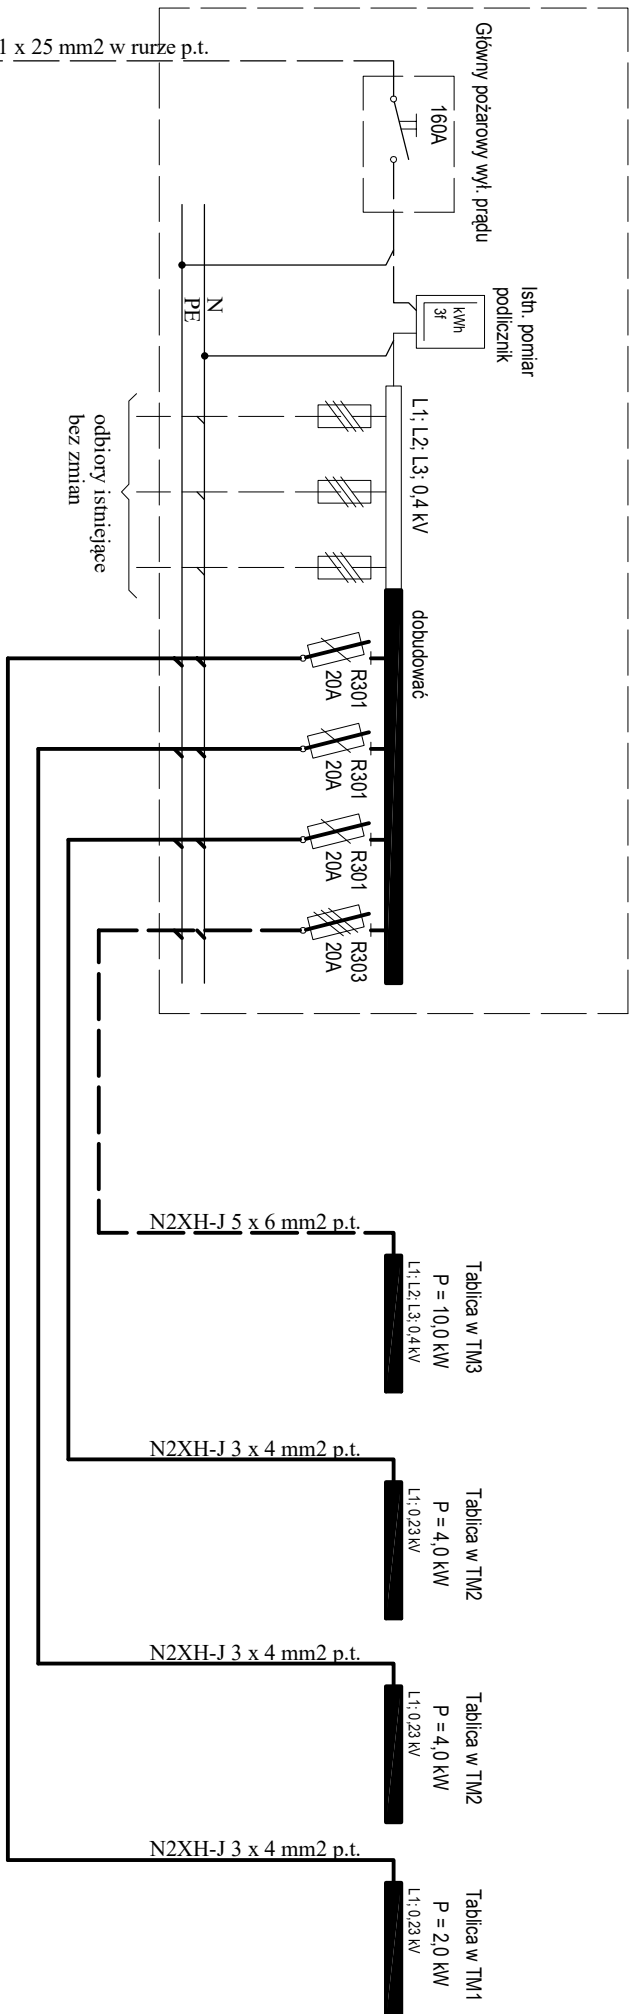 1 x 25 mm2 w rurze p.t.
Główny pożarowy wył. prądu
160A
Istn. pomiar
podlicznik
kWh
3f
N
PE
L1; L2; L3; 0,4 kV
odbiory istniejące
bez zmian
dobudować
R301
20A
R301
20A
R301
20A
R303
20A
N2XH-J 5 x 6 mm2 p.t.
Tablica w TM3
P = 10,0 kW
L1; L2; L3; 0,4 kV
N2XH-J 3 x 4 mm2 p.t.
Tablica w TM2
P = 4,0 kW
L1; 0,23 kV
N2XH-J 3 x 4 mm2 p.t.
Tablica w TM2
P = 4,0 kW
L1; 0,23 kV
N2XH-J 3 x 4 mm2 p.t.
Tablica w TM1
P = 2,0 kW
L1; 0,23 kV